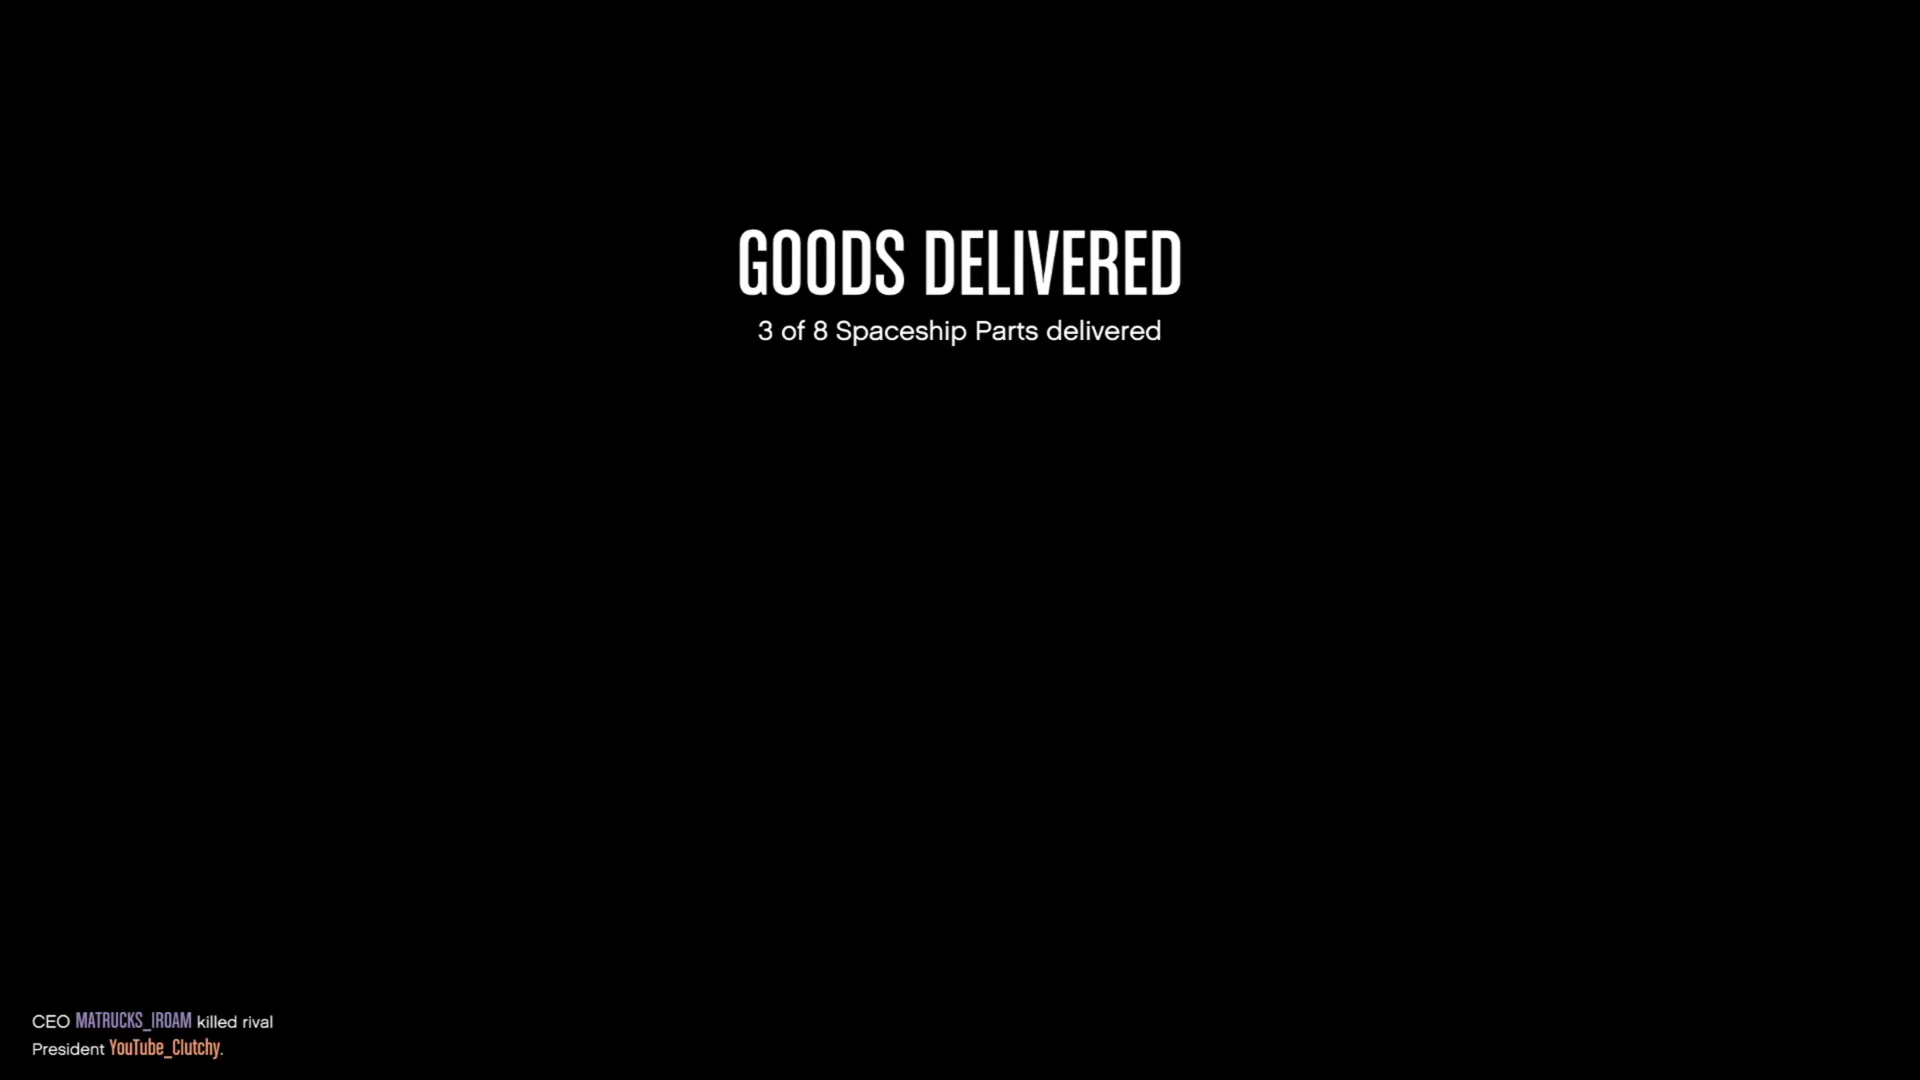 GOODS DELIVERED
3 of 8 Spaceship Parts delivered
CEO MATRUCKS_IROAM killed rival
President YouTube_Clutchy.